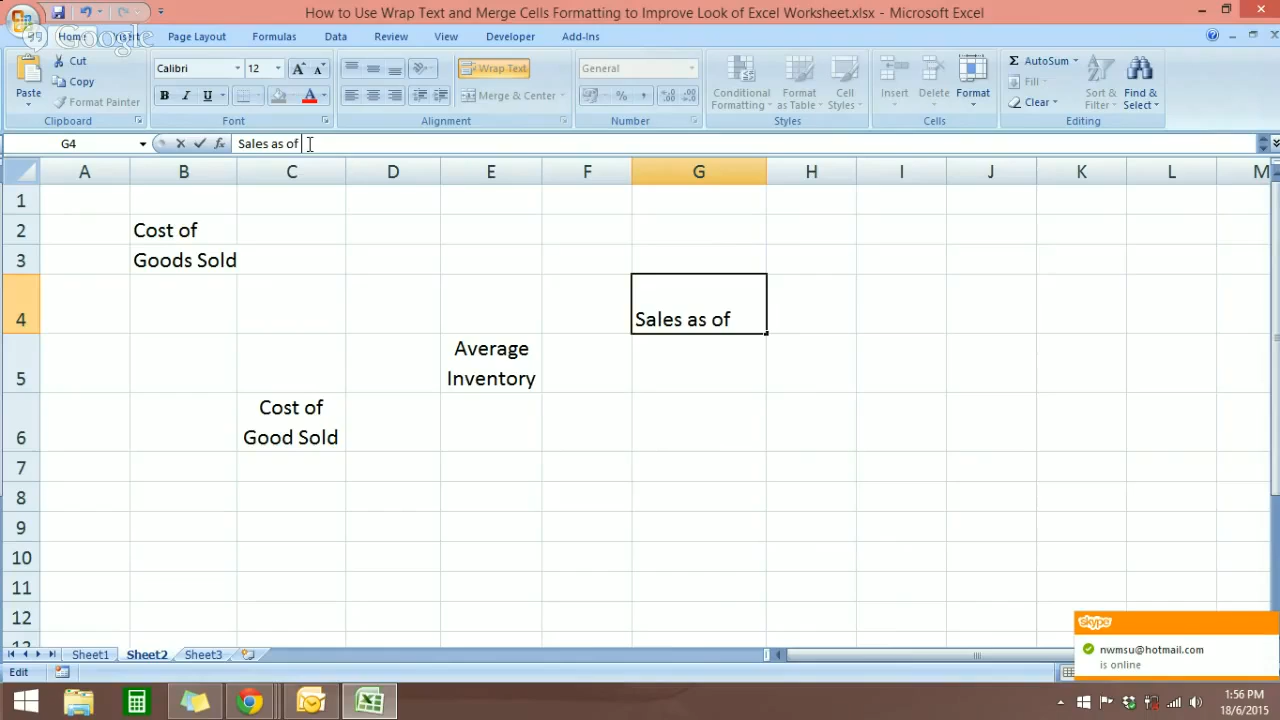 How to Use Wrap Text and Merge Cells Formatting to Improve Look of Excel Worksheet.xlsx - Microsoft Excel
Home Insert Page Layout Formulas Data Review View Developer Add-Ins
Google
Cut Calibri 12 Wrap Text General AutoSum
Copy Fill
Paste Format Painter Merge & Center Conditional Formatting Format as Table Cell Styles Insert Delete Format Clear Sort & Filter Find & Select
Clipboard Font Alignment Number Styles Cells Editing
G4 Sales as of
A B C D E F G H I J K L M
1
2 Cost of
3 Goods Sold
4 Sales as of
5 Average
Inventory
6 Cost of
Good Sold
7
8
9
10
11
12
13
skype
nwmsu@hotmail.com
is online
Sheet1 Sheet2 Sheet3
Edit
1:56 PM
18/6/2015